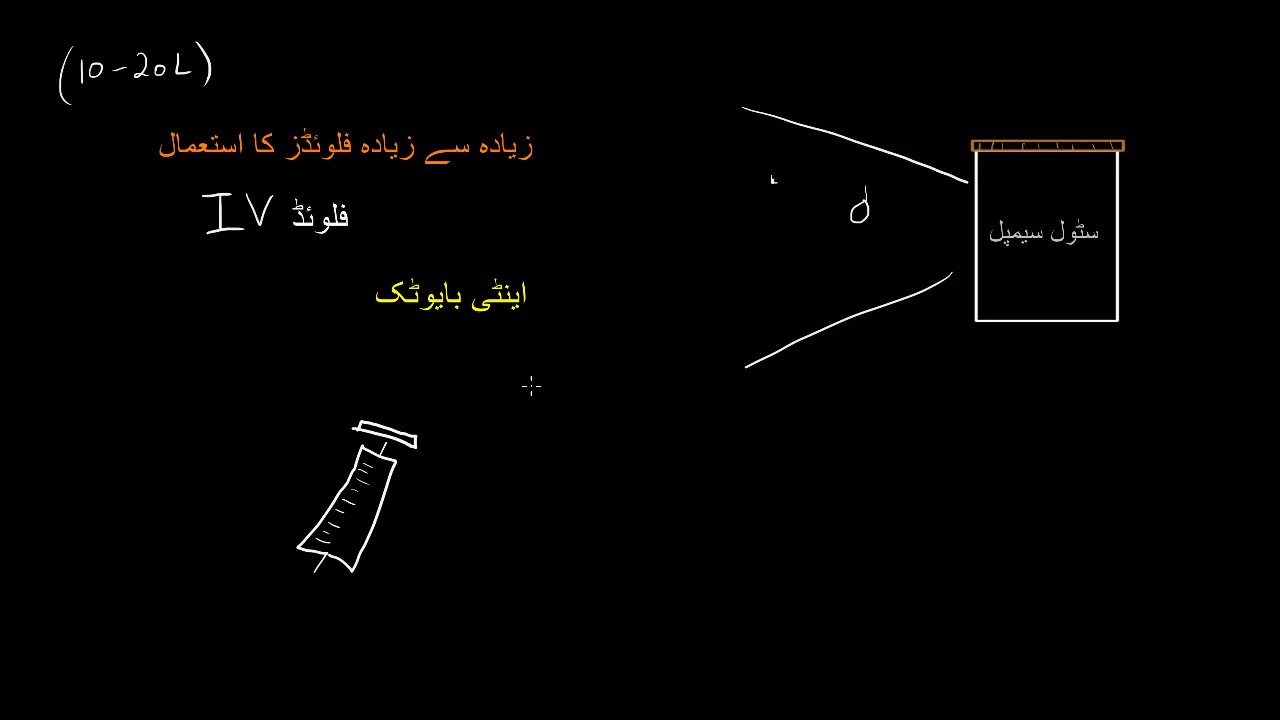 (10-20L)
زیادہ سے زیادہ فلوئڈز کا استعمال
فلوئڈ IV
اینٹی بایوٹک
سٹول سیمپل